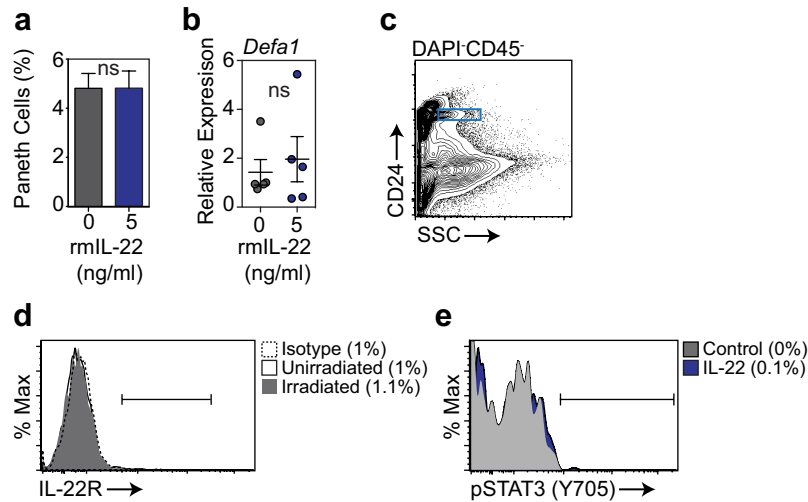 a
Paneth Cells (%)
6
4
2
0
ns
0 5
rmIL-22
(ng/ml)
b
Defa1
Relative Expresison
6
4
2
0
ns
0 5
rmIL-22
(ng/ml)
c
DAPI-CD45-
CD24
SSC
d
% Max
IL-22R
Isotype (1%)
Unirradiated (1%)
Irradiated (1.1%)
e
% Max
pSTAT3 (Y705)
Control (0%)
IL-22 (0.1%)